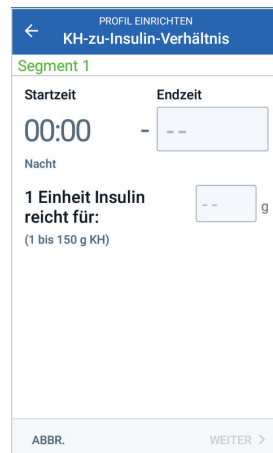 PROFIL EINRICHTEN
KH-zu-Insulin-Verhältnis
Segment 1
Startzeit Endzeit
00:00 - --
Nacht
1 Einheit Insulin
reicht für: -- g
(1 bis 150 g KH)
ABBR. WEITER >